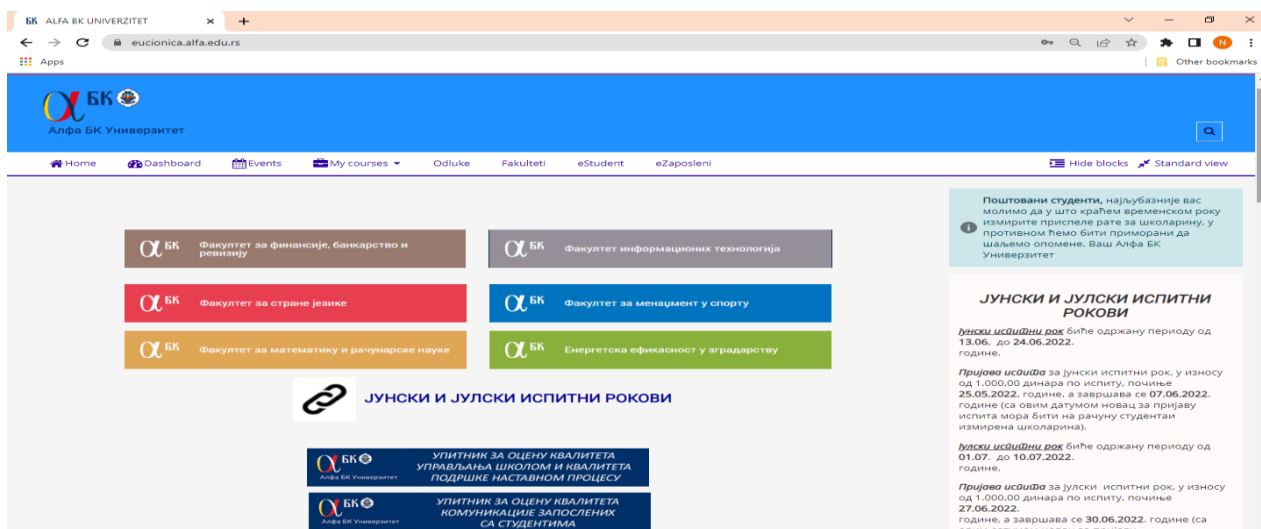 БК ALFA BK UNIVERZITET
eucionica.alfa.edu.rs
N
Apps
Other bookmarks
α БК
Алфа БК Универзитет
Home Dashboard Events My courses Odluke Fakulteti eStudent eZaposleni
Hide blocks Standard view
α БК Факултет за финансије, банкарство и
ревизију
α БК Факултет информационих технологија
α БК Факултет за стране језике
α БК Факултет за менаџмент у спорту
α БК Факултет за математику и рачунарске науке
α БК Енергетска ефикасност у зградарству
ЈУНСКИ И ЈУЛСКИ ИСПИТНИ РОКОВИ
α БК
Алфа БК Универзитет
УПИТНИК ЗА ОЦЕНУ КВАЛИТЕТА
УПРАВЉАЊА ШКОЛОМ И КВАЛИТЕТА
ПОДРШКЕ НАСТАВНОМ ПРОЦЕСУ
α БК
Алфа БК Универзитет
УПИТНИК ЗА ОЦЕНУ КВАЛИТЕТА
КОМУНИКАЦИЈЕ ЗАПОСЛЕНИХ
СА СТУДЕНТИМА
Поштовани студенти, најљубазније вас
молимо да у што краћем временском року
измирите приспеле рате за школарину, у
противном ћемо бити приморани да
шаљемо опомене. Ваш Алфа БК
Универзитет
ЈУНСКИ И ЈУЛСКИ ИСПИТНИ
РОКОВИ
Јунски испитни рок биће одржану периоду од
13.06. до 24.06.2022.
године.
Пријава испита за јунски испитни рок, у износу
од 1.000,00 динара по испиту, почиње
25.05.2022. године, а завршава се 07.06.2022.
године (са овим датумом новац за пријаву
испита мора бити на рачуну студентаи
измирена школарина).
Јулски испитни рок биће одржану периоду од
01.07. до 10.07.2022.
године.
Пријава испита за јулски испитни рок, у износу
од 1.000,00 динара по испиту, почиње
27.06.2022.
године, а завршава се 30.06.2022. године (са